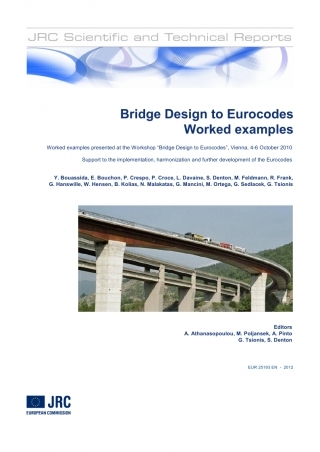 JRC Scientific and Technical Reports
Bridge Design to Eurocodes
Worked examples
Worked examples presented at the Workshop “Bridge Design to Eurocodes”, Vienna, 4-6 October 2010
Support to the implementation, harmonization and further development of the Eurocodes
Y. Bouassida, E. Bouchon, P. Crespo, P. Croce, L. Davaine, S. Denton, M. Feldmann, R. Frank,
G. Hanswille, W. Hensen, B. Kolias, N. Malakatas, G. Mancini, M. Ortega, G. Sedlacek, G. Tsionis
Editors
A. Athanasopoulou, M. Poljansek, A. Pinto
G. Tsionis, S. Denton
EUR 25193 EN - 2012
JRC
EUROPEAN COMMISSION